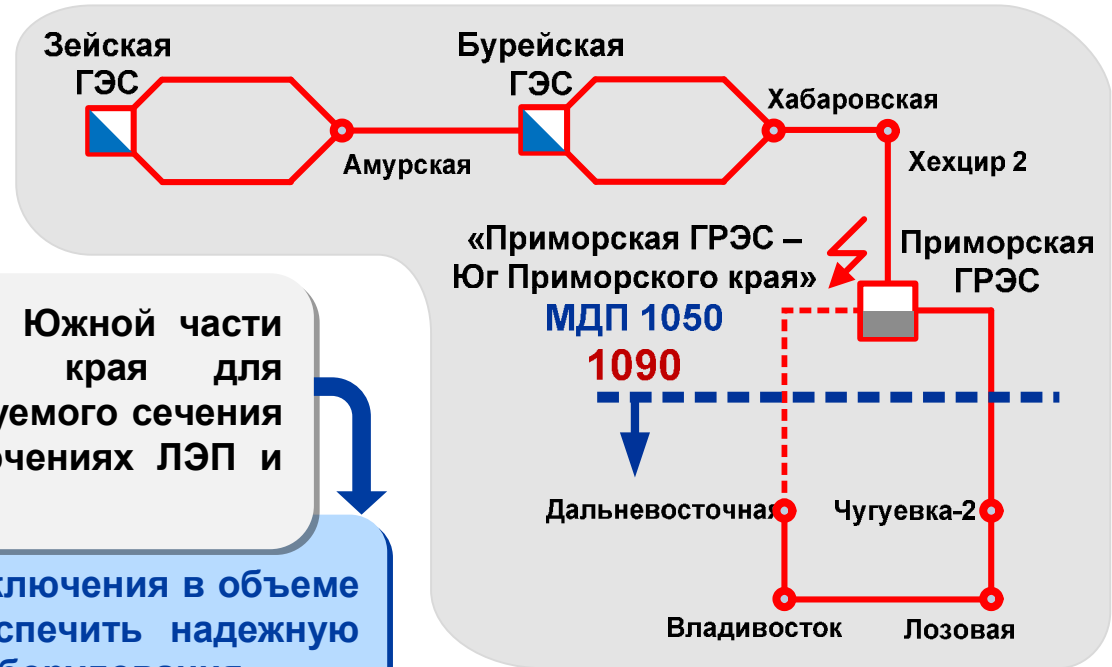 Зейская
ГЭС
Бурейская
ГЭС
Хабаровская
Амурская
Хехцир 2
«Приморская ГРЭС –
Юг Приморского края»
МДП 1050
1090
Приморская
ГРЭС
Дальневосточная
Чугуевка-2
Владивосток
Лозовая
Южной части
края для
уемого сечения
чениях ЛЭП и
ключения в объеме
спечить надежную